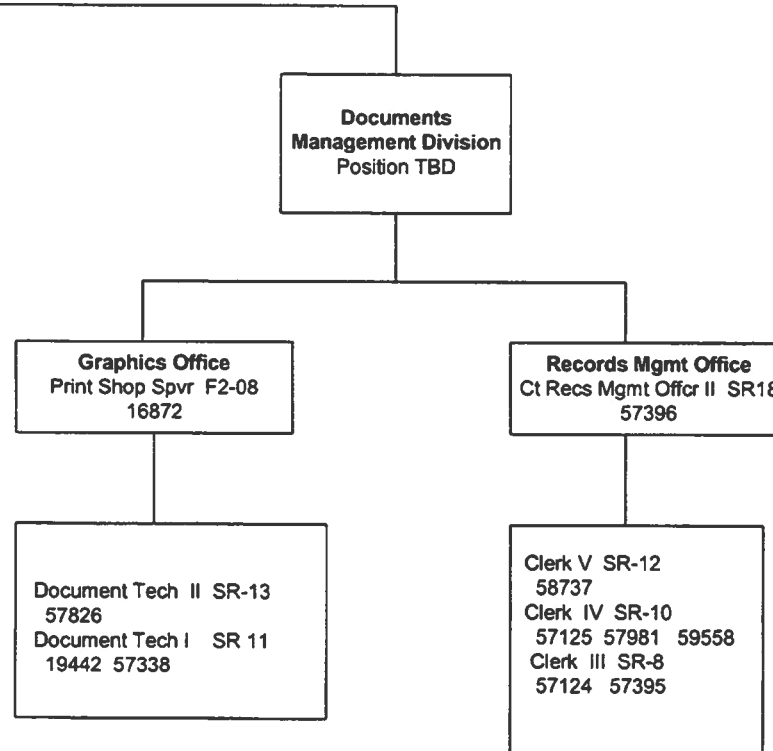 Documents
Management Division
Position TBD
Graphics Office
Print Shop Spvr F2-08
16872
Records Mgmt Office
Ct Recs Mgmt Offcr II SR18
57396
Document Tech II SR-13
57826
Document Tech I SR 11
19442 57338
Clerk V SR-12
58737
Clerk IV SR-10
57125 57981 59558
Clerk III SR-8
57124 57395